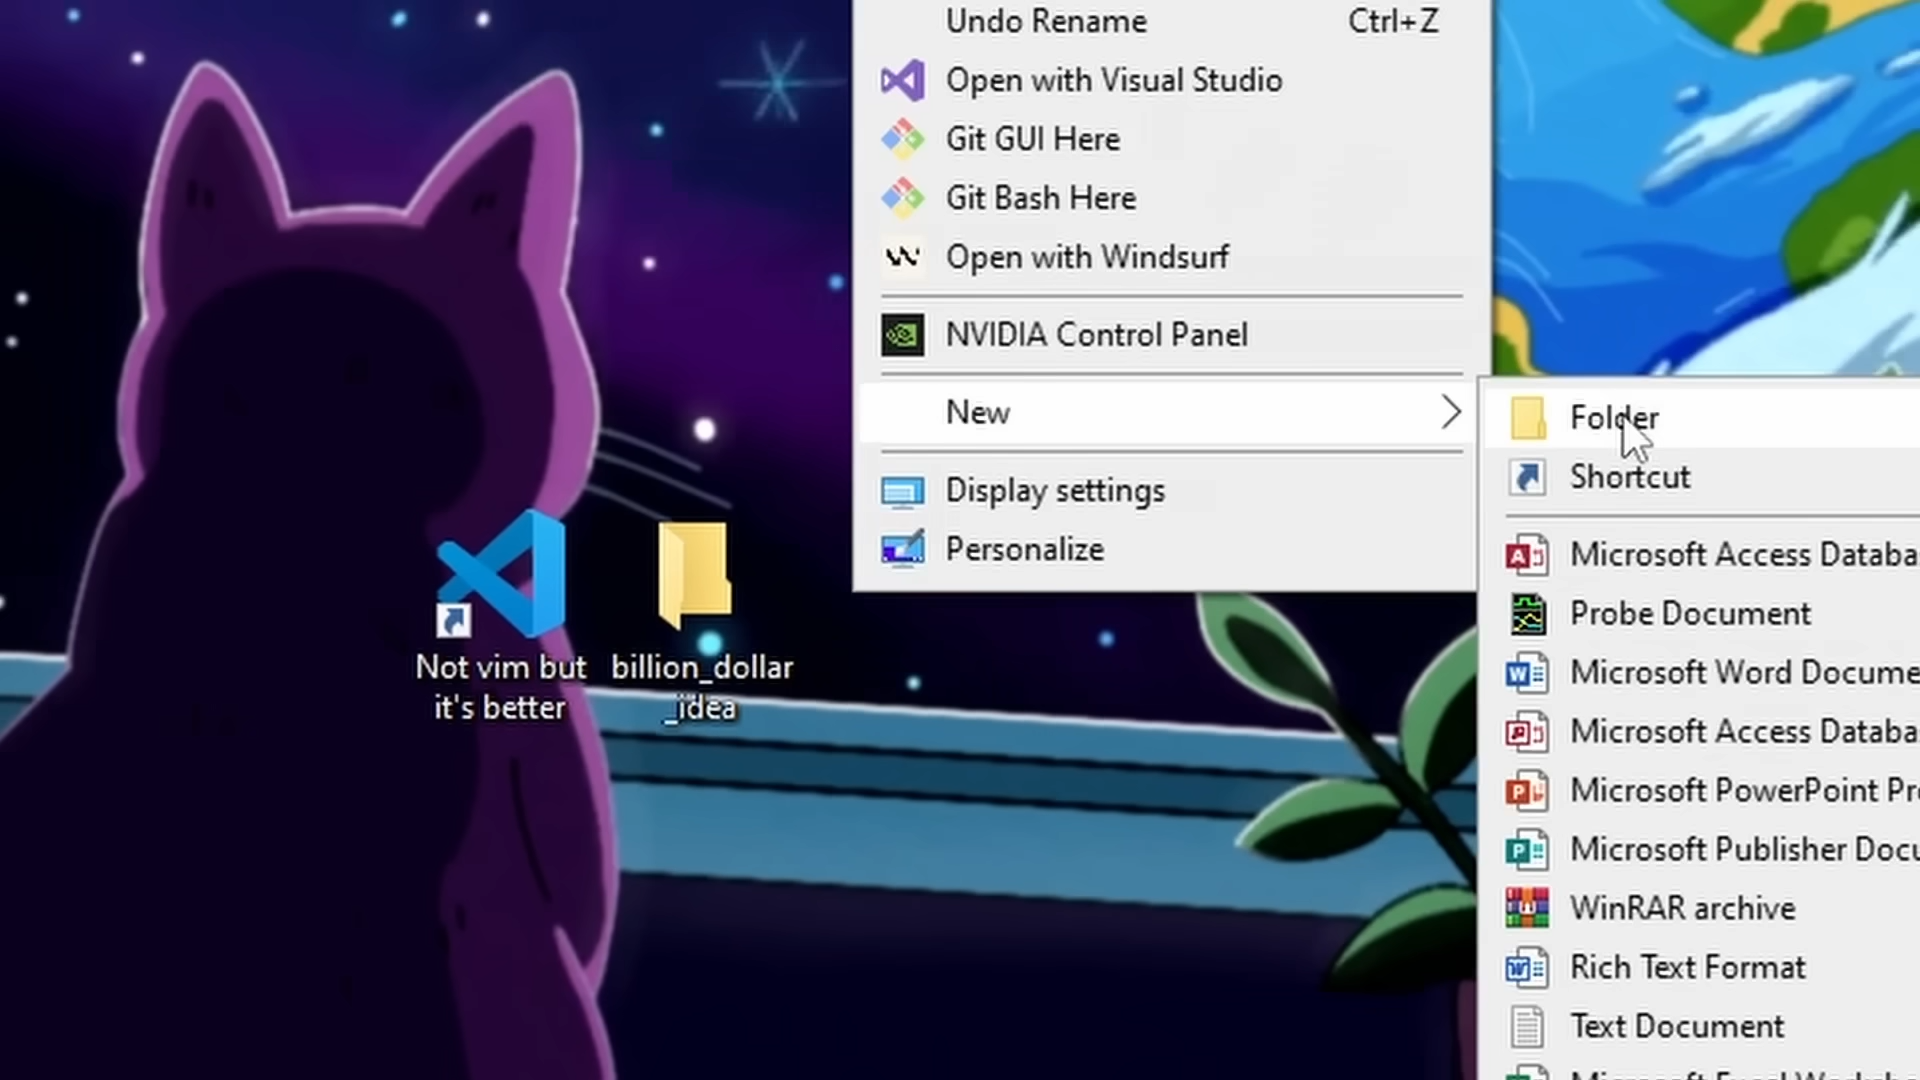 Undo Rename Ctrl+Z
Open with Visual Studio
Git GUI Here
Git Bash Here
Open with Windsurf
NVIDIA Control Panel
New
Display settings
Personalize
Folder
Shortcut
Microsoft Access Databa
Probe Document
Microsoft Word Docume
Microsoft Access Databa
Microsoft PowerPoint Pr
Microsoft Publisher Docu
WinRAR archive
Rich Text Format
Text Document
Not vim but
it's better
billion_dollar
_idea